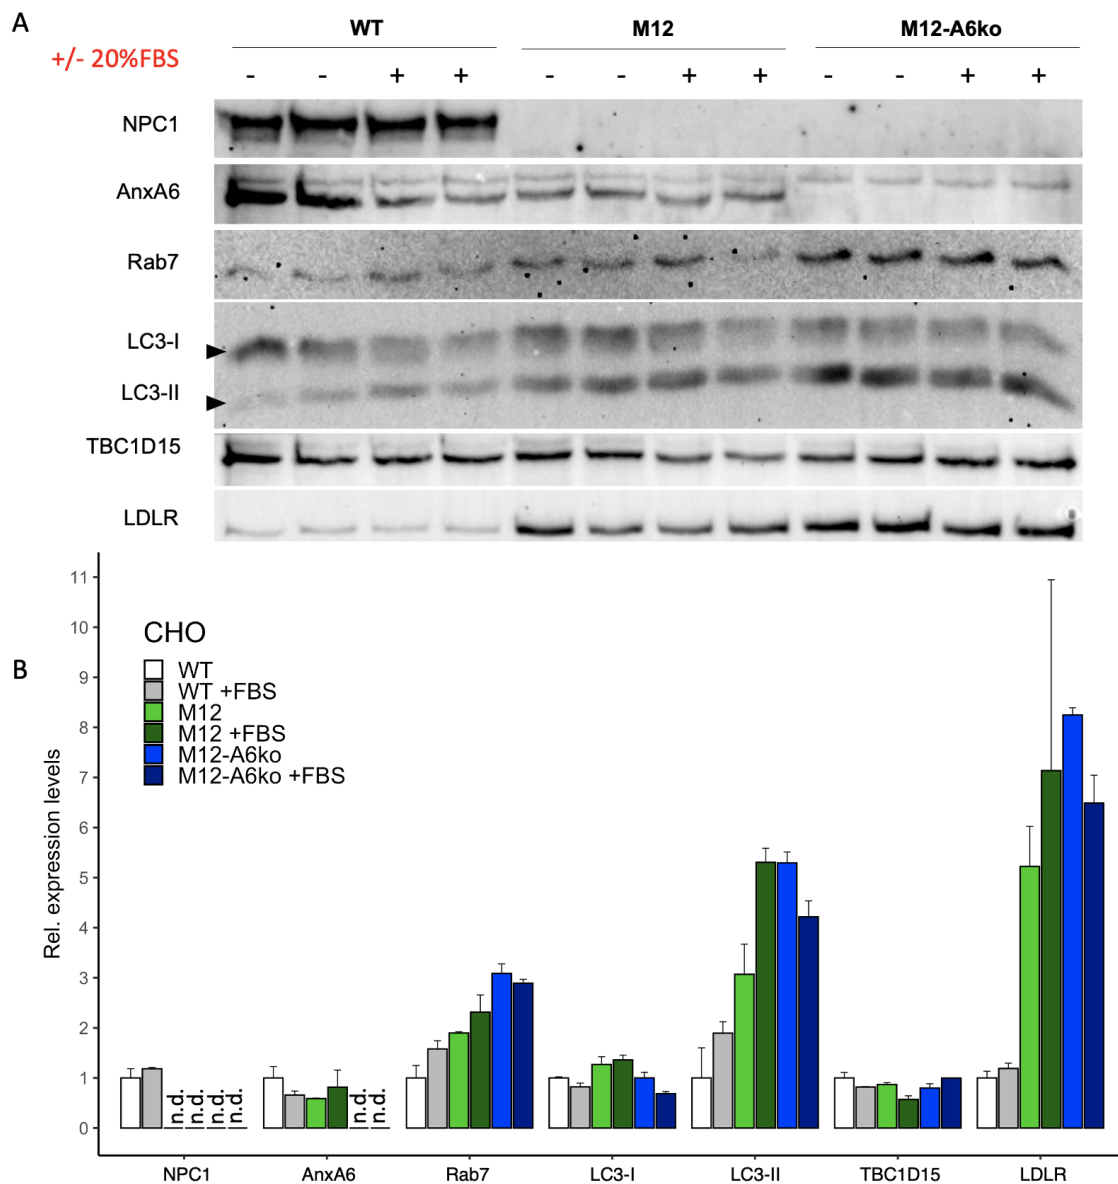 A
WT M12 M12-A6ko
+/- 20%FBS
- - + + - - + + - - + +
NPC1
AnxA6
Rab7
LC3-I
LC3-II
TBC1D15
LDLR
B
Rel. expression levels
11
10
9
8
7
6
5
4
3
2
1
0
CHO
WT
WT +FBS
M12
M12 +FBS
M12-A6ko
M12-A6ko +FBS
n.d. n.d. n.d. n.d. n.d. n.d.
NPC1 AnxA6 Rab7 LC3-I LC3-II TBC1D15 LDLR